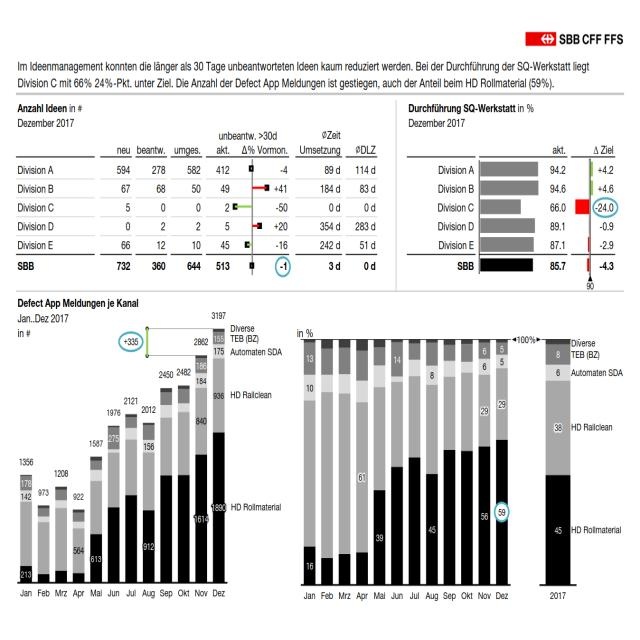 SBB CFF FFS
Im Ideenmanagement konnten die länger als 30 Tage unbeantworteten Ideen kaum reduziert werden. Bei der Durchführung der SQ-Werkstatt liegt
Division C mit 66% 24%-Pkt. unter Ziel. Die Anzahl der Defect App Meldungen ist gestiegen, auch der Anteil beim HD Rollmaterial (59%).
Anzahl Ideen in #
Dezember 2017
unbeantw. >30d ØZeit
neu beantw. umges. akt. Δ% Vormon. Umsetzung ØDLZ
Division A 594 278 582 412 -4 89 d 114 d
Division B 67 68 50 49 +41 184 d 83 d
Division C 5 0 0 2 -50 0 d 0 d
Division D 0 2 2 5 +20 354 d 283 d
Division E 66 12 10 45 -16 242 d 51 d
SBB 732 360 644 513 -1 3 d 0 d
Durchführung SQ-Werkstatt in %
Dezember 2017
akt. Δ Ziel
Division A 94.2 +4.2
Division B 94.6 +4.6
Division C 66.0 -24.0
Division D 89.1 -0.9
Division E 87.1 -2.9
SBB 85.7 -4.3
90
Defect App Meldungen je Kanal
Jan..Dez 2017
in #
+335
3197
Diverse
155 TEB (BZ)
175 Automaten SDA
936 HD Railclean
1890 HD Rollmaterial
2862
186
184
840
1614
2450 2482
2121
2012
156
912
1976
275
1587
613
1356
178
142
213
973
1208
922
564
Jan Feb Mrz Apr Mai Jun Jul Aug Sep Okt Nov Dez
in %
100%
13 14 6 5
10 8 6 5
61 29 29
16 39 45 56 59
Jan Feb Mrz Apr Mai Jun Jul Aug Sep Okt Nov Dez
Diverse
8 TEB (BZ)
6 Automaten SDA
38 HD Railclean
45 HD Rollmaterial
2017